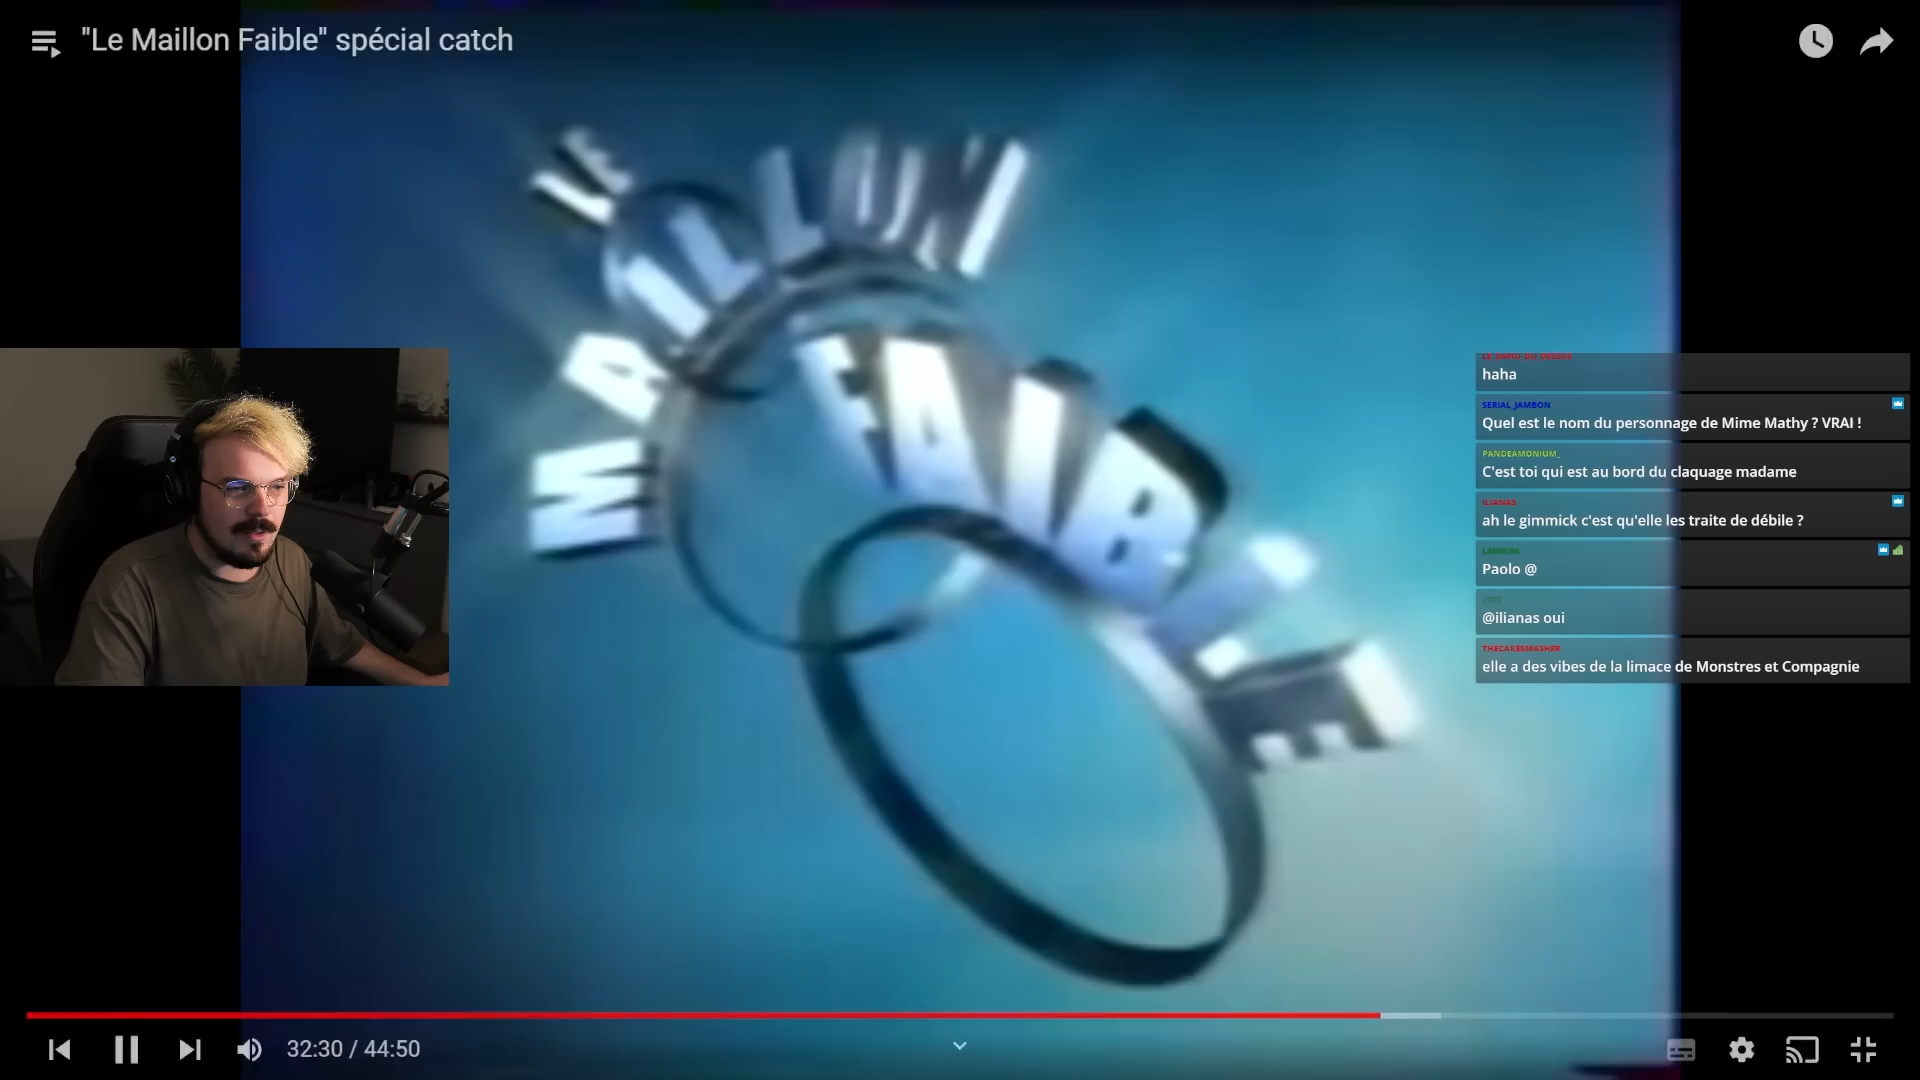 "Le Maillon Faible" spécial catch
LE
MAILLON
FAIBLE
haha
SERIAL_JAMBON
Quel est le nom du personnage de Mime Mathy ? VRAI !
PANDEAMONIUM_
C'est toi qui est au bord du claquage madame
ILIANAS
ah le gimmick c'est qu'elle les traite de débile ?
Paolo @
@ilianas oui
THECAKESMASHER
elle a des vibes de la limace de Monstres et Compagnie
32:30 / 44:50